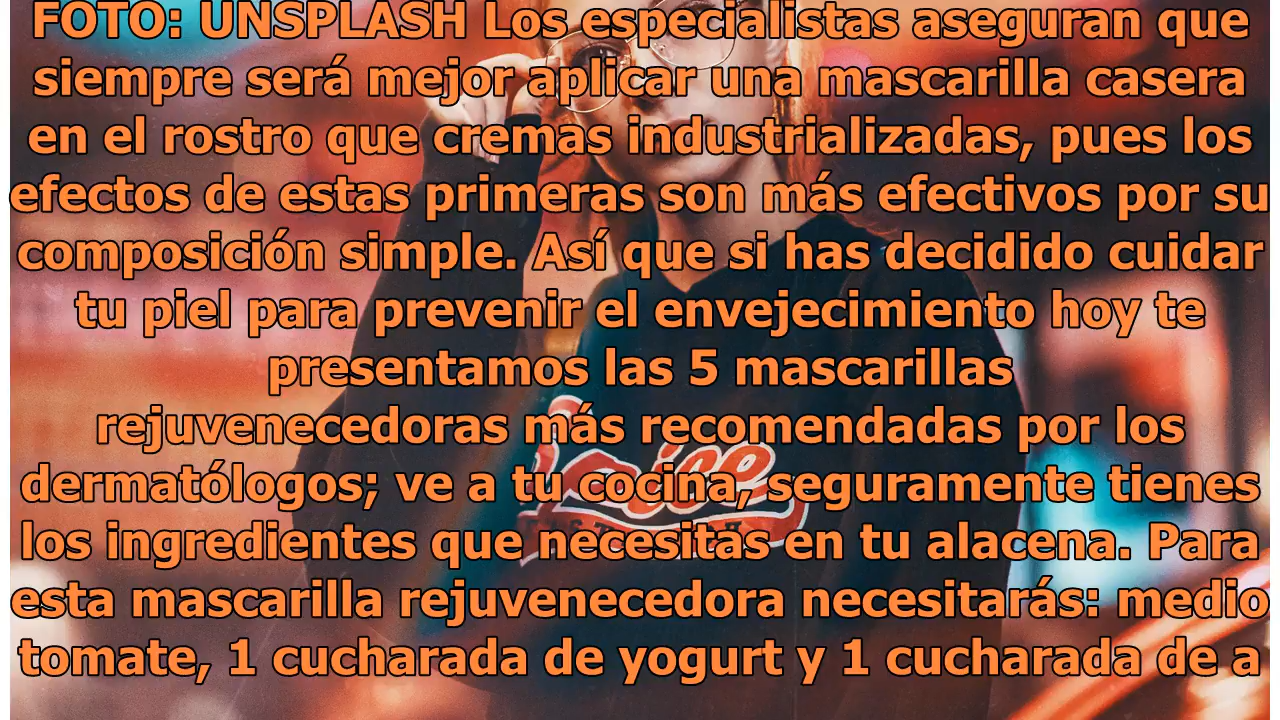 FOTO: UNSPLASH Los especialistas aseguran que
siempre será mejor aplicar una mascarilla casera
en el rostro que cremas industrializadas, pues los
efectos de estas primeras son más efectivos por su
composición simple. Así que si has decidido cuidar
tu piel para prevenir el envejecimiento hoy te
presentamos las 5 mascarillas
rejuvenecedoras más recomendadas por los
dermatólogos; ve a tu cocina, seguramente tienes
los ingredientes que necesitas en tu alacena. Para
esta mascarilla rejuvenecedora necesitarás: medio
tomate, 1 cucharada de yogurt y 1 cucharada de a